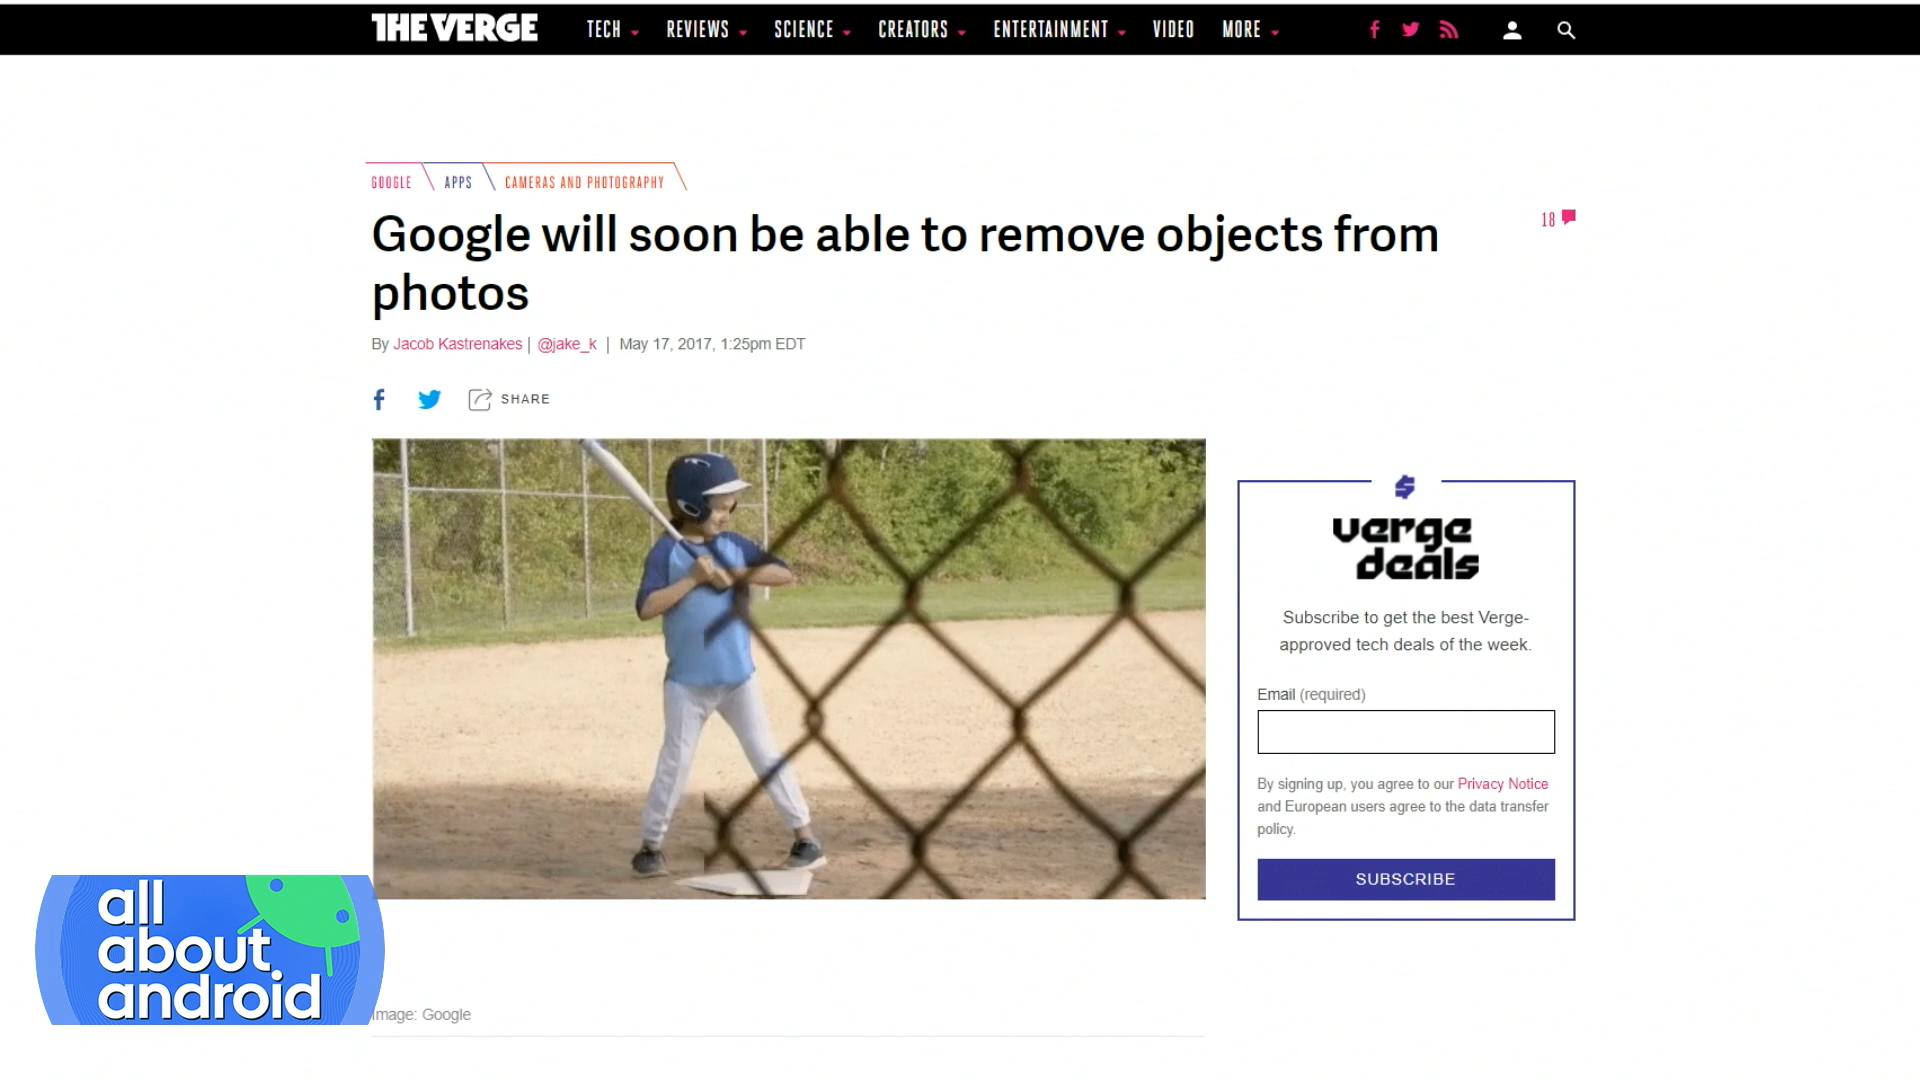 THE VERGE
TECH REVIEWS SCIENCE CREATORS ENTERTAINMENT VIDEO MORE
GOOGLE APPS CAMERAS AND PHOTOGRAPHY
Google will soon be able to remove objects from
photos
18
By Jacob Kastrenakes | @jake_k | May 17, 2017, 1:25pm EDT
SHARE
verge
deals
Subscribe to get the best Verge-
approved tech deals of the week.
Email (required)
By signing up, you agree to our Privacy Notice
and European users agree to the data transfer
policy.
SUBSCRIBE
all
about
android
Image: Google